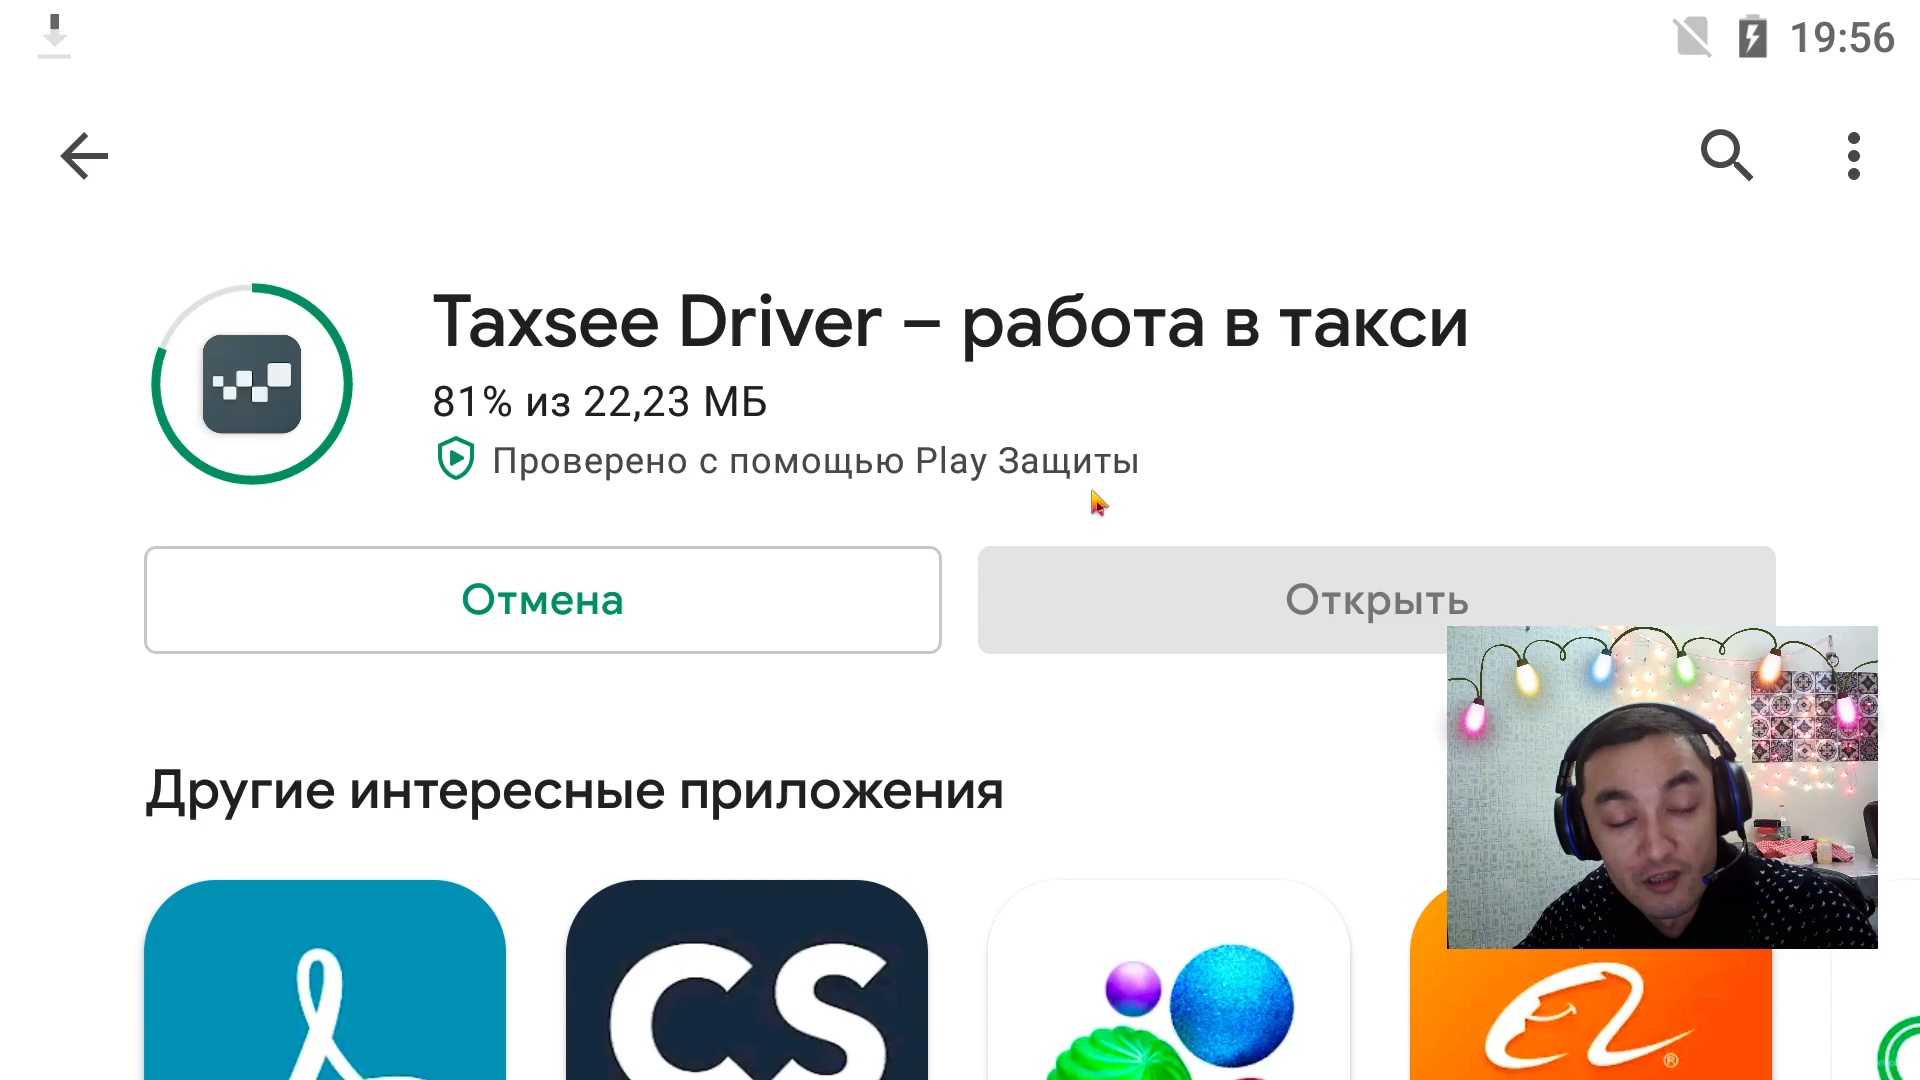 19:56
Taxsee Driver – работа в такси
81% из 22,23 МБ
Проверено с помощью Play Защиты
Отмена
Открыть
Другие интересные приложения
CS
®